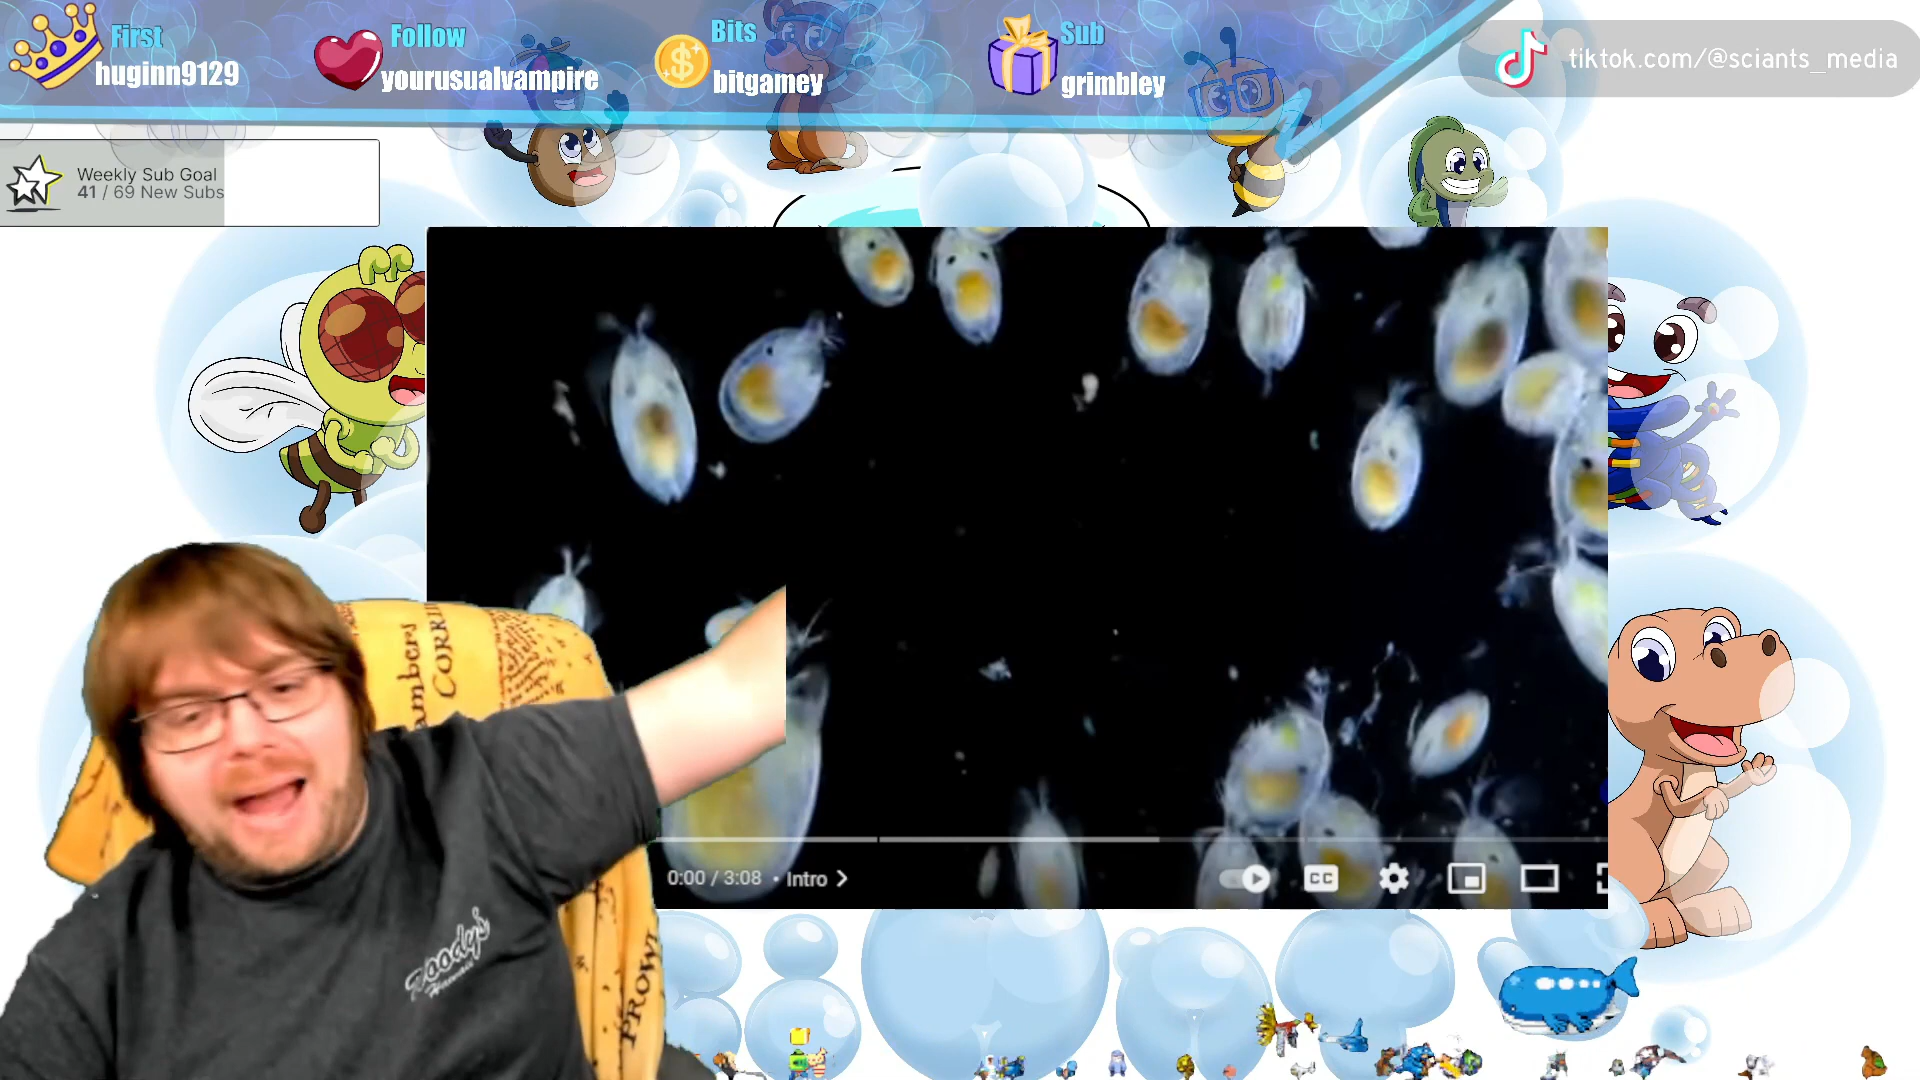 First
huginn9129
Follow
yourusualvampire
Bits
bitgamey
Sub
grimbley
tiktok.com/@sciants_media
Weekly Sub Goal
41 / 69 New Subs
0:00 / 3:08 • Intro
CC
PROWL